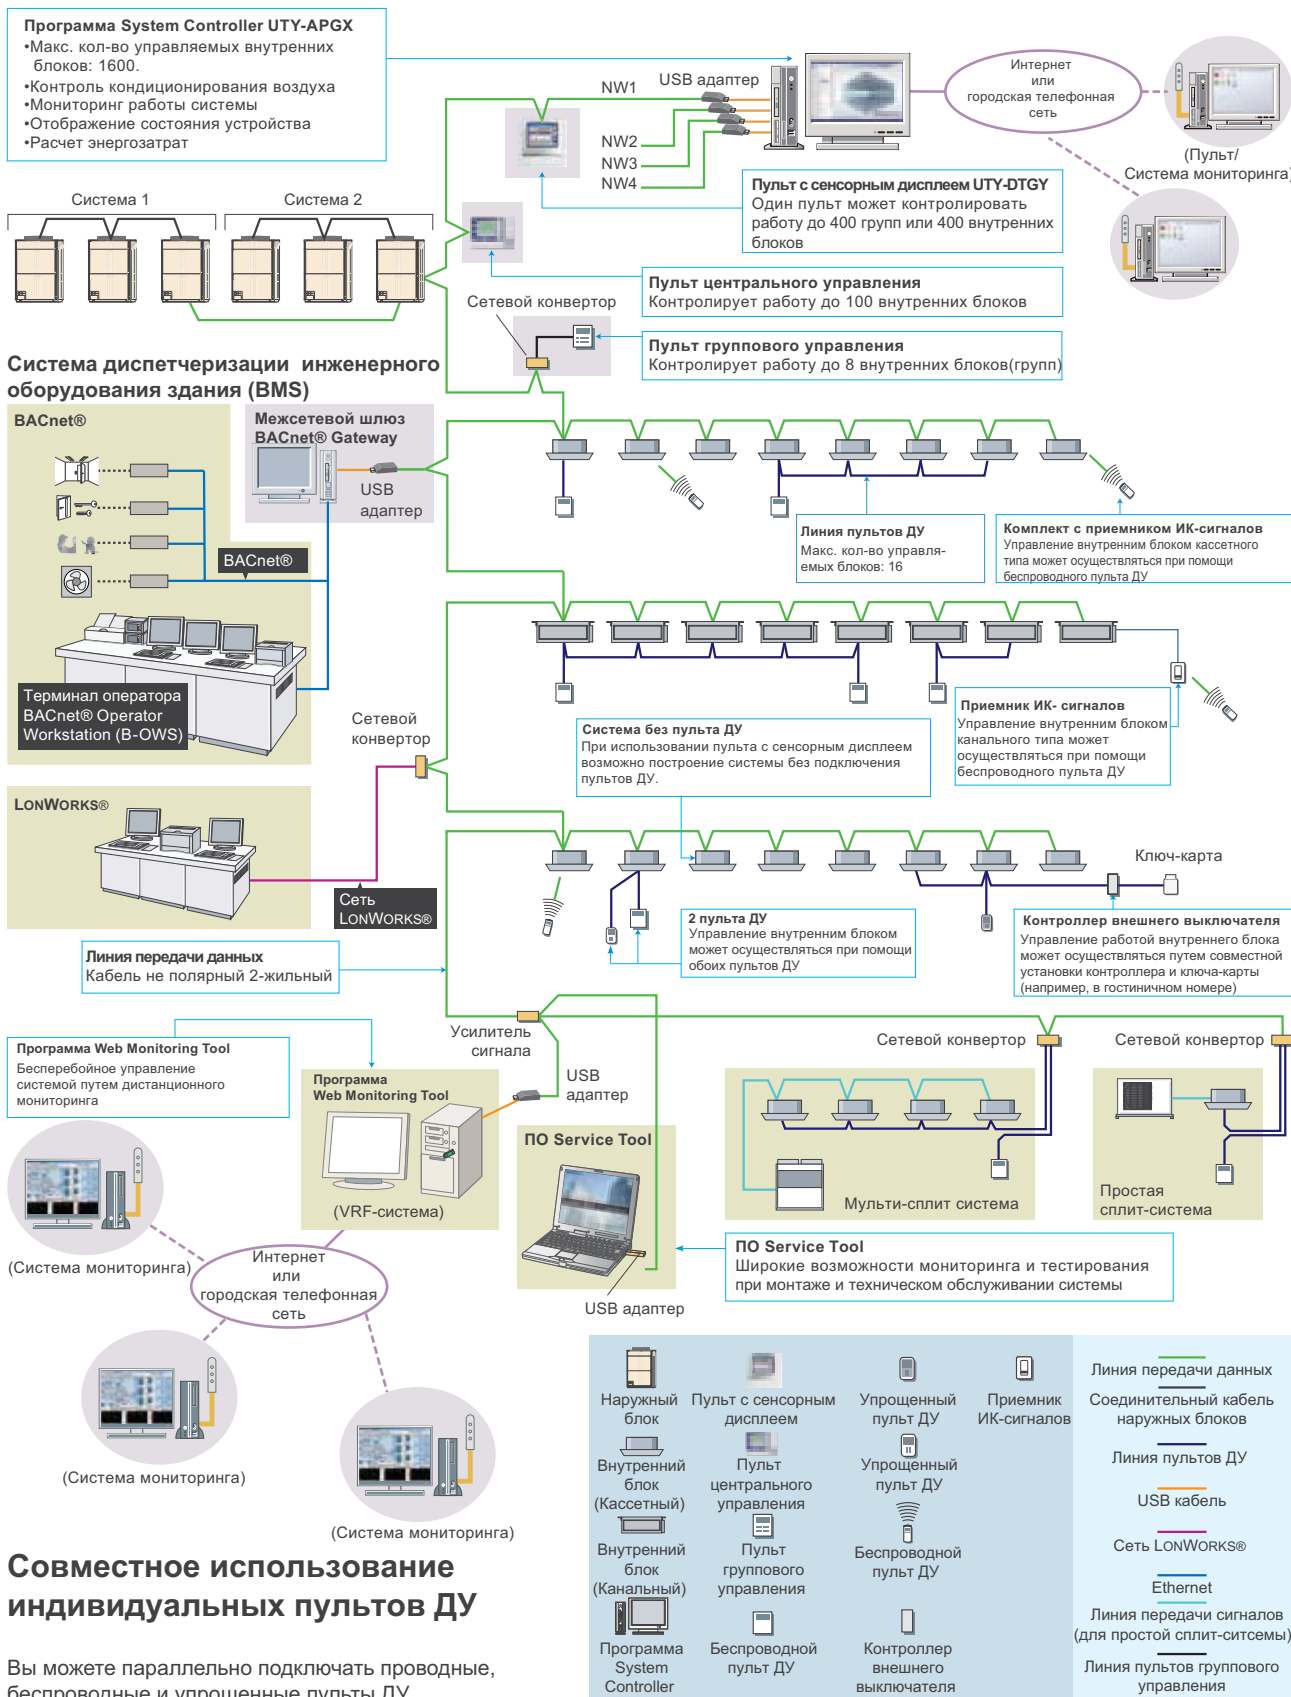 Программа System Controller UTY-APGX
•Макс. кол-во управляемых внутренних
блоков: 1600.
•Контроль кондиционирования воздуха
•Мониторинг работы системы
•Отображение состояния устройства
•Расчет энергозатрат
NW1
USB адаптер
NW2
NW3
NW4
Интернет
или
городская телефонная
сеть
(Пульт/
Система мониторинга)
Пульт с сенсорным дисплеем UTY-DTGY
Один пульт может контролировать
работу до 400 групп или 400 внутренних
блоков
Система 1
Система 2
Пульт центрального управления
Контролирует работу до 100 внутренних блоков
Сетевой конвертор
Пульт группового управления
Контролирует работу до 8 внутренних блоков(групп)
Система диспетчеризации инженерного
оборудования здания (BMS)
BACnet®
Межсетевой шлюз
BACnet® Gateway
USB
адаптер
BACnet®
Терминал оператора
BACnet® Operator
Workstation (B-OWS)
Линия пультов ДУ
Макс. кол-во управля-
емых блоков: 16
Комплект с приемником ИК-сигналов
Управление внутренним блоком кассетного
типа может осуществляться при помощи
беспроводного пульта ДУ
Сетевой
конвертор
Система без пульта ДУ
При использовании пульта с сенсорным дисплеем
возможно построение системы без подключения
пультов ДУ.
Приемник ИК- сигналов
Управление внутренним блоком
канального типа может
осуществляться при помощи
беспроводного пульта ДУ
LONWORKS®
Сеть
LONWORKS®
Ключ-карта
Линия передачи данных
Кабель не полярный 2-жильный
2 пульта ДУ
Управление внутренним блоком
может осуществляться при помощи
обоих пультов ДУ
Контроллер внешнего выключателя
Управление работой внутреннего блока
может осуществляться путем совместной
установки контроллера и ключа-карты
(например, в гостиничном номере)
Усилитель
сигнала
Сетевой конвертор
Сетевой конвертор
Программа Web Monitoring Tool
Бесперебойное управление
системой путем дистанционного
мониторинга
Программа
Web Monitoring Tool
(VRF-система)
USB
адаптер
ПО Service Tool
USB адаптер
Мульти-сплит система
Простая
сплит-система
ПО Service Tool
Широкие возможности мониторинга и тестирования
при монтаже и техническом обслуживании системы
(Система мониторинга)
Интернет
или
городская телефонная
сеть
(Система мониторинга)
(Система мониторинга)
Наружный
блок
Пульт с сенсорным
дисплеем
Упрощенный
пульт ДУ
Приемник
ИК-сигналов
Внутренний
блок
(Кассетный)
Пульт
центрального
управления
Упрощенный
пульт ДУ
Внутренний
блок
(Канальный)
Пульт
группового
управления
Беспроводной
пульт ДУ
Программа
System
Controller
Беспроводной
пульт ДУ
Контроллер
внешнего
выключателя
Линия передачи данных
Соединительный кабель
наружных блоков
Линия пультов ДУ
USB кабель
Сеть LONWORKS®
Ethernet
Линия передачи сигналов
(для простой сплит-ситсемы)
Линия пультов группового
управления
Совместное использование
индивидуальных пультов ДУ
Вы можете параллельно подключать проводные,
беспроводные и упрощенные пульты ДУ